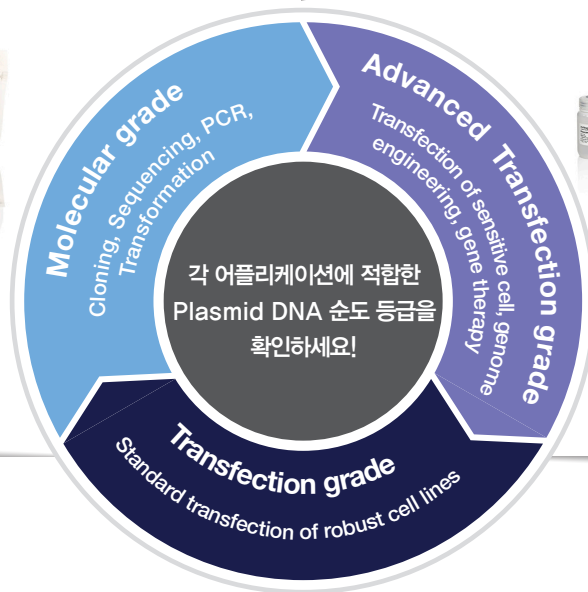 Molecular grade
Cloning, Sequencing, PCR,
Transformation
Advanced Transfection grade
Transfection of sensitive cell, genome
engineering, gene therapy
각 어플리케이션에 적합한
Plasmid DNA 순도 등급을
확인하세요!
Transfection grade
Standard transfection of robust cell lines